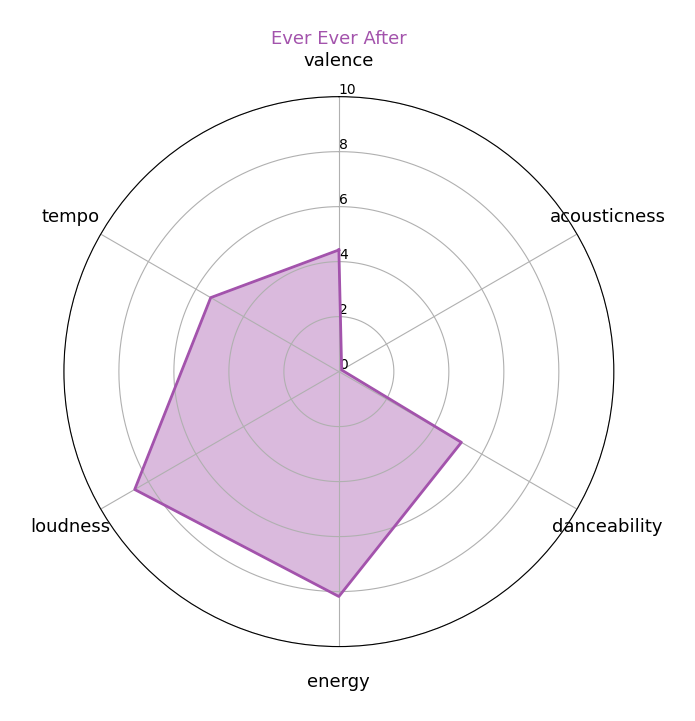 Ever Ever After
valence
10
8
tempo
acousticness
6
4
2
0
loudness
danceability
energy